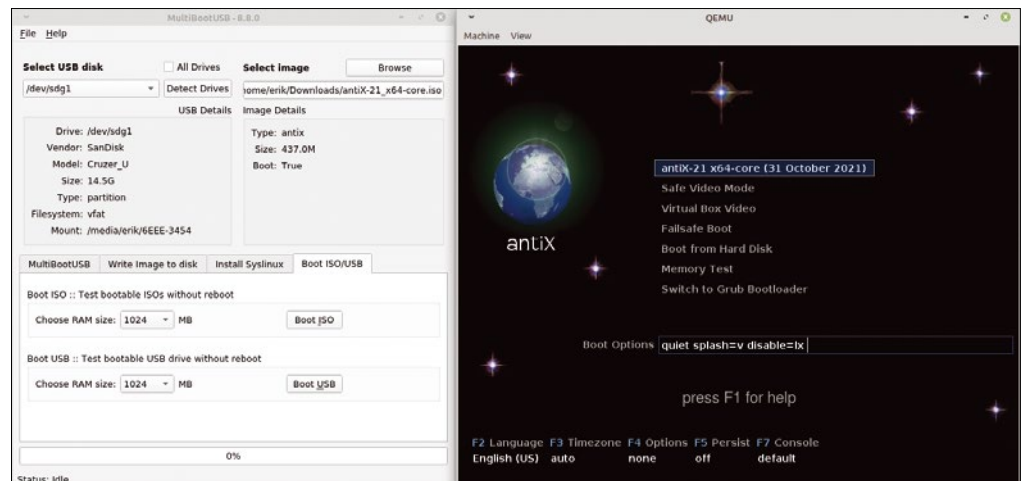 MultiBootUSB - 8.8.0
File Help
Select USB disk
All Drives
Select image
Browse
/dev/sdg1
Detect Drives
home/erik/Downloads/antiX-21_x64-core.iso
USB Details
Image Details
Drive: /dev/sdg1
Vendor: SanDisk
Model: Cruzer_U
Size: 14.5G
Type: partition
Filesystem: vfat
Mount: /media/erik/6EEE-3454
Type: antix
Size: 437.0M
Boot: True
MultiBootUSB
Write Image to disk
Install Syslinux
Boot ISO/USB
Boot ISO :: Test bootable ISOs without reboot
Choose RAM size: 1024 MB
Boot ISO
Boot USB :: Test bootable USB drive without reboot
Choose RAM size: 1024 MB
Boot USB
0%
Status: Idle
QEMU
Machine View
antiX
antiX-21 x64-core (31 October 2021)
Safe Video Mode
Virtual Box Video
Failsafe Boot
Boot from Hard Disk
Memory Test
Switch to Grub Bootloader
Boot Options quiet splash=v disable=lx
press F1 for help
F2 Language F3 Timezone F4 Options F5 Persist F7 Console
English (US) auto none off default